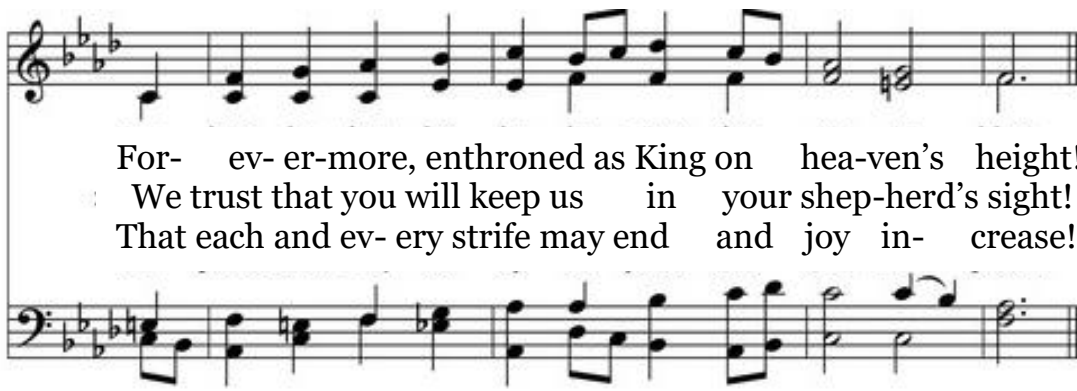 For- ev- er-more, enthroned as King on hea-ven's height!
We trust that you will keep us in your shep-herd's sight!
That each and ev- ery strife may end and joy in- crease!